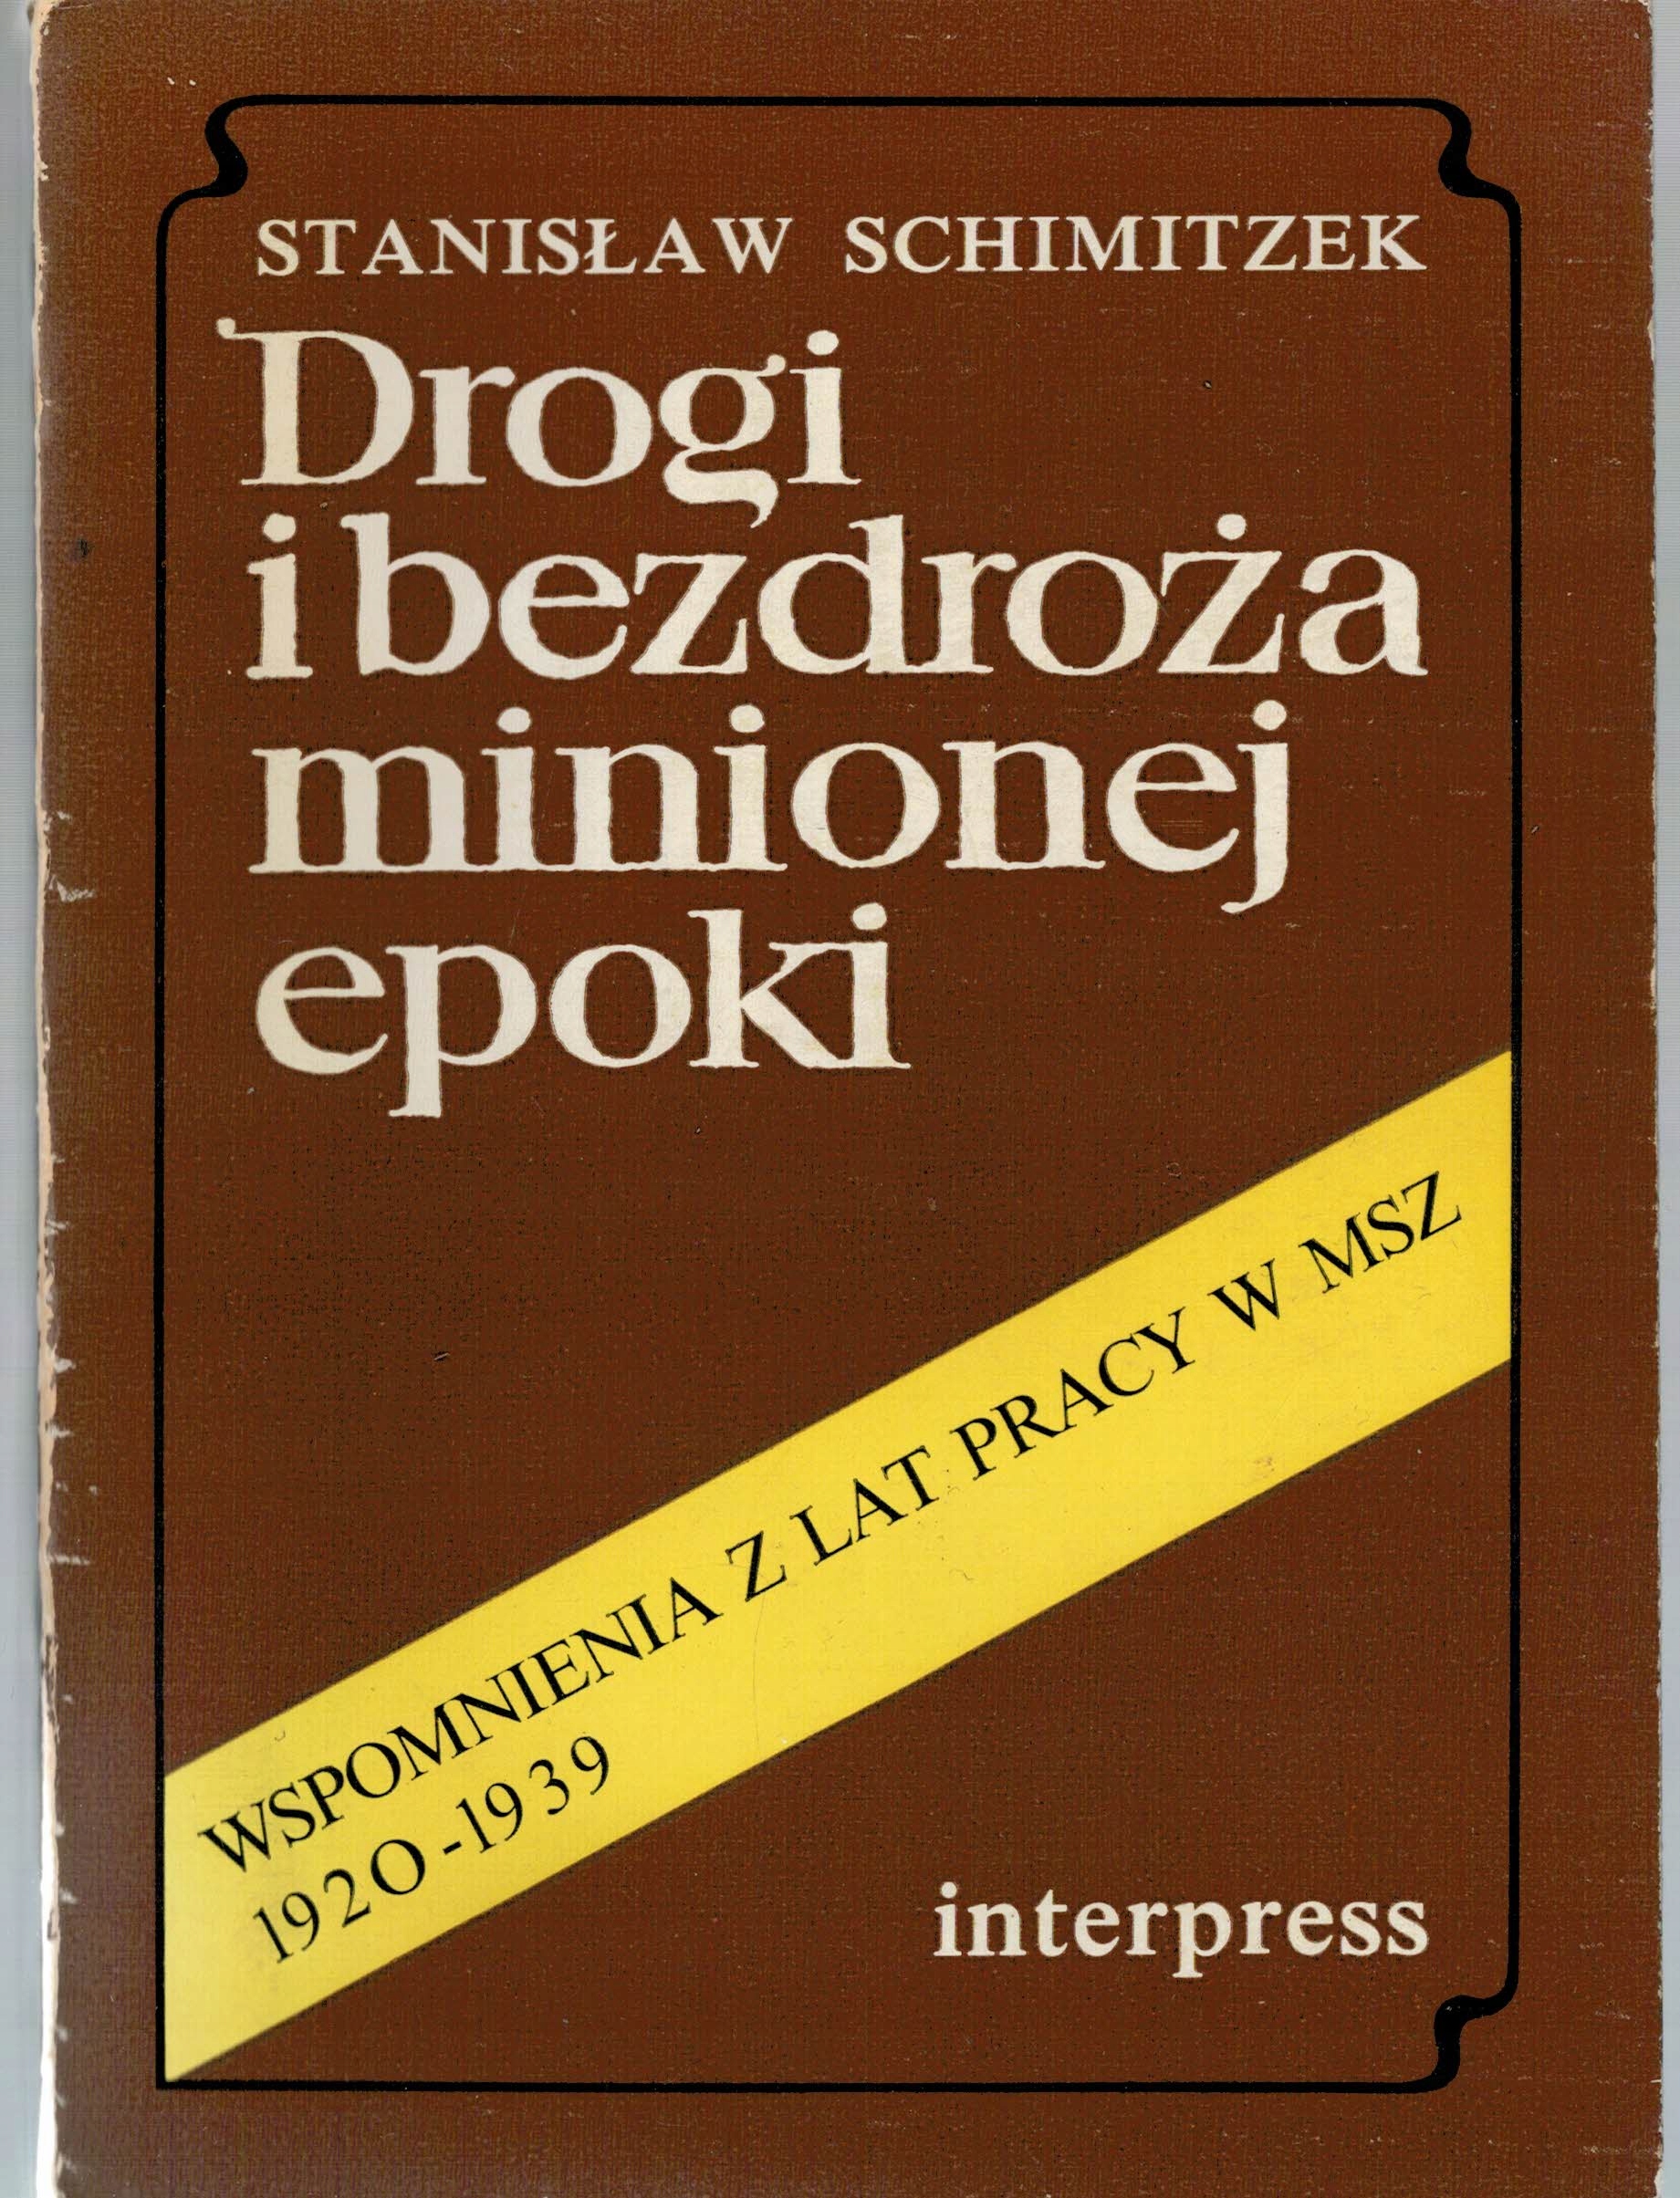 STANISŁAW SCHIMITZEK
Drogi
i bezdroża
minionej
epoki
WSPOMNIENIA Z LAT PRACY W MSZ
1920-1939
interpress